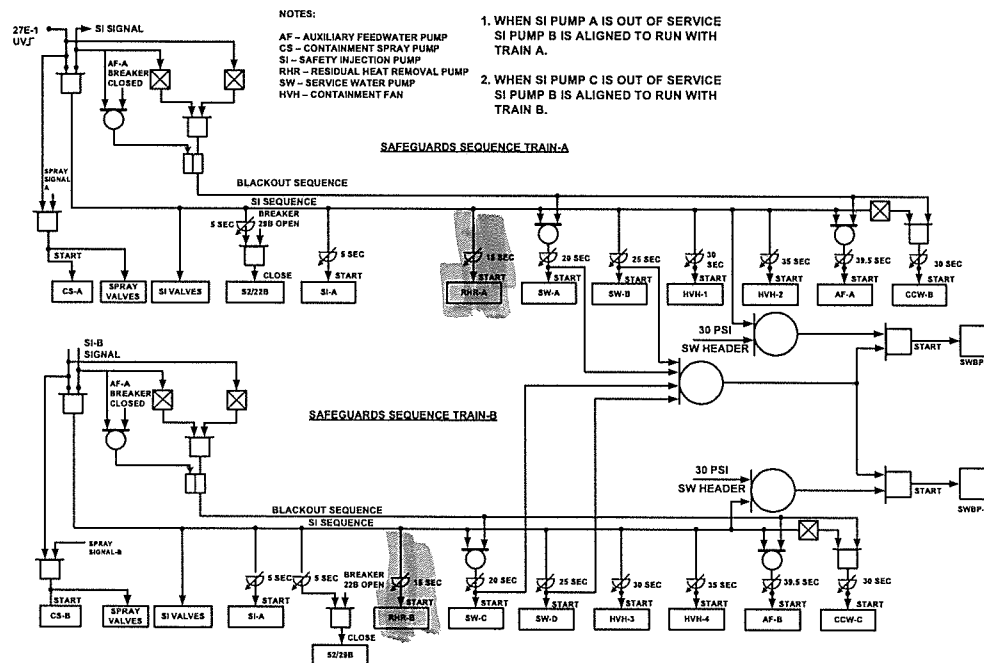 NOTES:
AF – AUXILIARY FEEDWATER PUMP
CS – CONTAINMENT SPRAY PUMP
SI – SAFETY INJECTION PUMP
RHR – RESIDUAL HEAT REMOVAL PUMP
SW – SERVICE WATER PUMP
HVH – CONTAINMENT FAN
1. WHEN SI PUMP A IS OUT OF SERVICE
SI PUMP B IS ALIGNED TO RUN WITH
TRAIN A.
2. WHEN SI PUMP C IS OUT OF SERVICE
SI PUMP B IS ALIGNED TO RUN WITH
TRAIN B.
27E-1
UV
SI SIGNAL
AF-A
BREAKER
CLOSED
SAFEGUARDS SEQUENCE TRAIN-A
SPRAY
SIGNAL
A
BLACKOUT SEQUENCE
SI SEQUENCE
5 SEC
BREAKER
29B OPEN
5 SEC
15 SEC
20 SEC
25 SEC
30
SEC
35 SEC
39.5 SEC
30 SEC
START
CLOSE
START
START
START
START
START
START
START
START
CS-A
SPRAY
VALVES
SI VALVES
52/22B
SI-A
RHR-A
SW-A
SW-B
HVH-1
HVH-2
AF-A
CCW-B
30 PSI
SW HEADER
START
SWBP-
SI-B
SIGNAL
AF-A
BREAKER
CLOSED
SAFEGUARDS SEQUENCE TRAIN-B
30 PSI
SW HEADER
START
SWBP-
BLACKOUT SEQUENCE
SI SEQUENCE
SPRAY
SIGNAL-B
5 SEC
5 SEC
BREAKER
22B OPEN
15 SEC
20 SEC
25 SEC
30 SEC
35 SEC
39.5 SEC
30 SEC
START
START
START
START
START
START
START
START
START
CS-B
SPRAY
VALVES
SI VALVES
SI-A
RHR-B
SW-C
SW-D
HVH-3
HVH-4
AF-B
CCW-C
CLOSE
52/29B